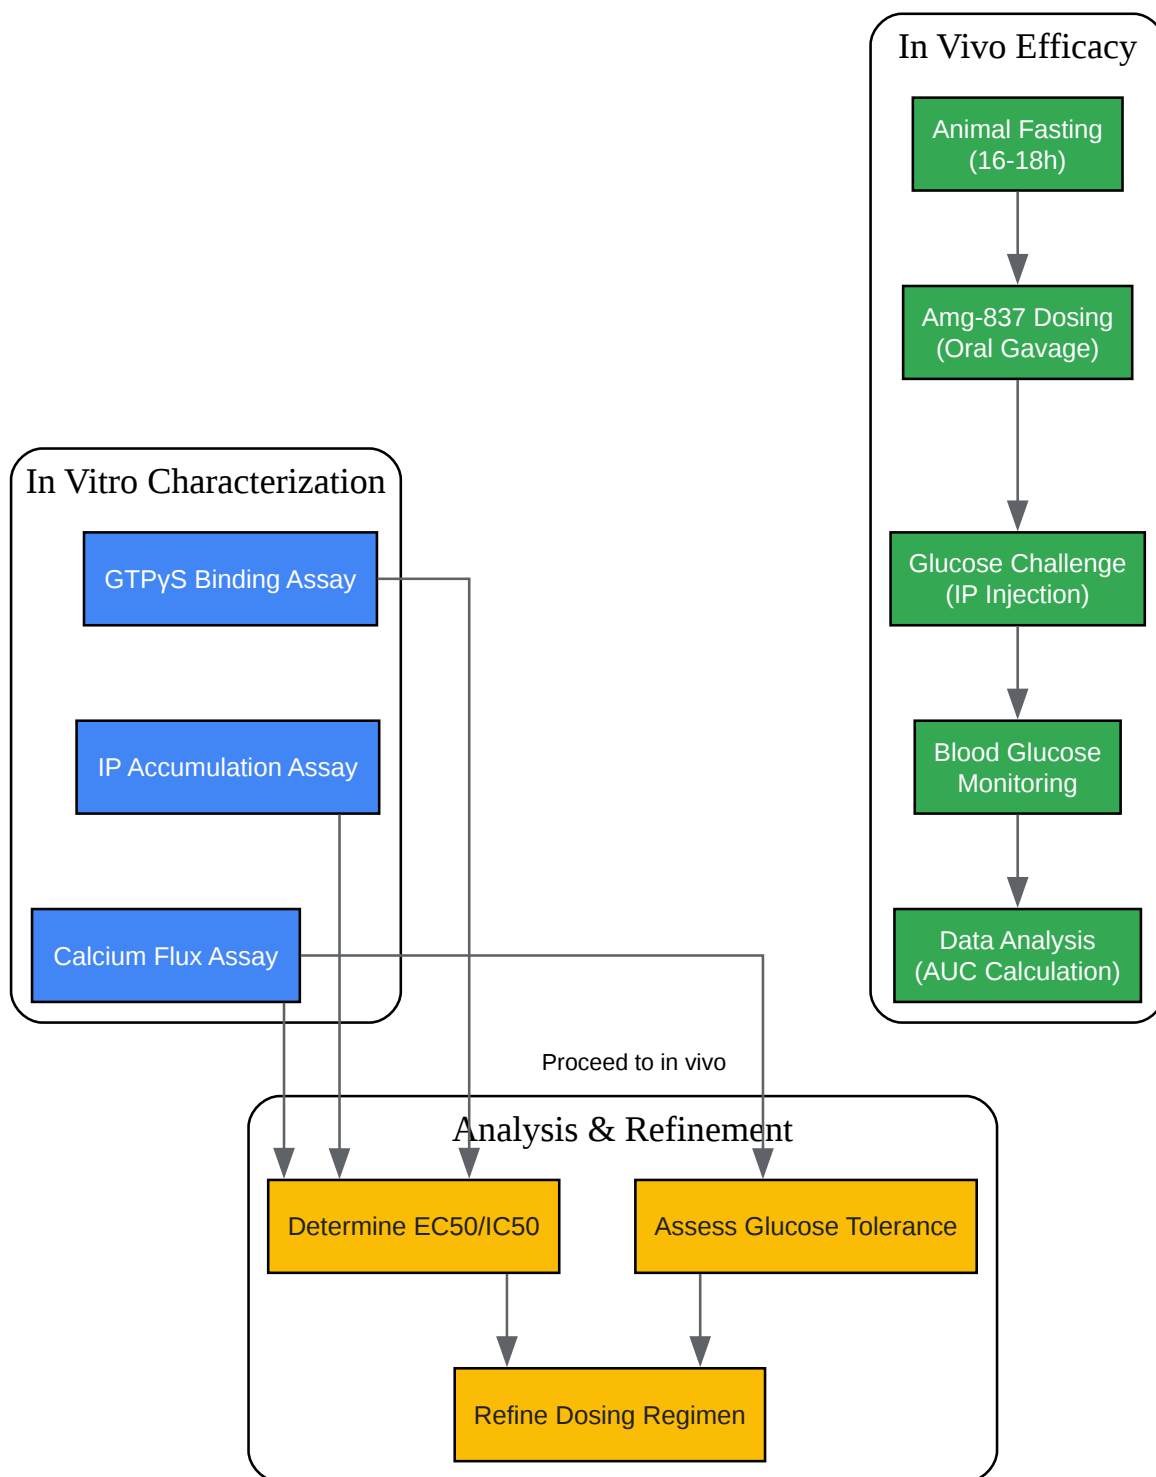 In Vivo Efficacy
Animal Fasting
(16-18h)
Amg-837 Dosing
(Oral Gavage)
Glucose Challenge
(IP Injection)
Blood Glucose
Monitoring
Data Analysis
(AUC Calculation)
In Vitro Characterization
GTPγS Binding Assay
IP Accumulation Assay
Calcium Flux Assay
Proceed to in vivo
Analysis & Refinement
Determine EC50/IC50
Assess Glucose Tolerance
Refine Dosing Regimen